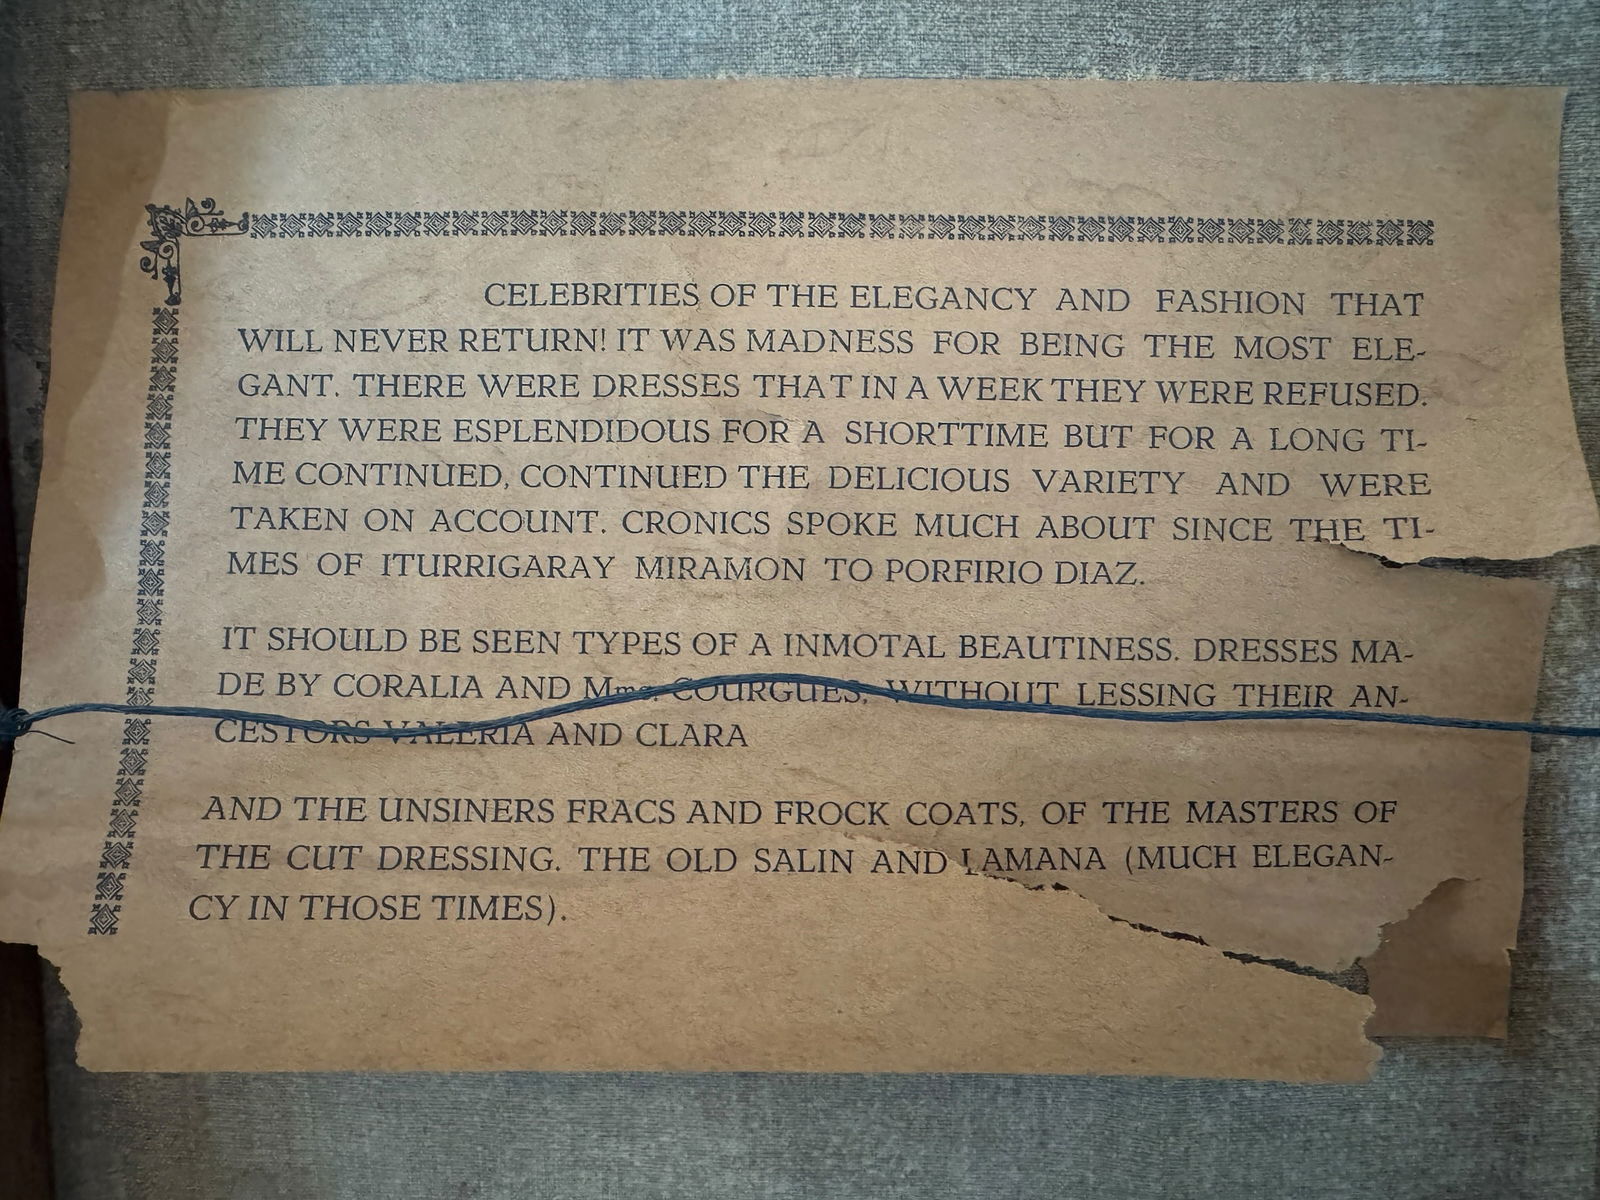 CELEBRITIES OF THE ELEGANCY AND FASHION THAT
WILL NEVER RETURN! IT WAS MADNESS FOR BEING THE MOST ELE-
GANT. THERE WERE DRESSES THAT IN A WEEK THEY WERE REFUSED.
THEY WERE ESPLENDIDOUS FOR A SHORTTIME BUT FOR A LONG TI-
ME CONTINUED, CONTINUED THE DELICIOUS VARIETY AND WERE
TAKEN ON ACCOUNT. CRONICS SPOKE MUCH ABOUT SINCE THE TI-
MES OF ITURRIGARAY MIRAMON TO PORFIRIO DIAZ.
IT SHOULD BE SEEN TYPES OF A INMOTAL BEAUTINESS. DRESSES MA-
DE BY CORALIA AND Mms. COURGUES, WITHOUT LESSING THEIR AN-
CESTORS VALERIA AND CLARA
AND THE UNSINERS FRACS AND FROCK COATS, OF THE MASTERS OF
THE CUT DRESSING. THE OLD SALIN AND LAMANA (MUCH ELEGAN-
CY IN THOSE TIMES).